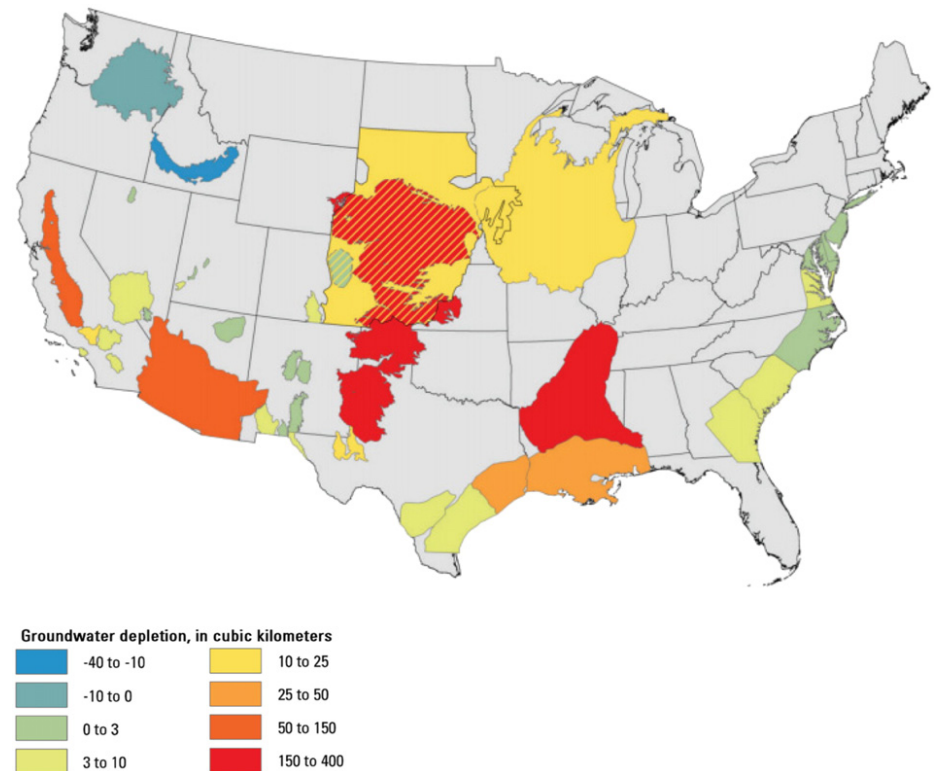 Groundwater depletion, in cubic kilometers
-40 to -10
-10 to 0
0 to 3
3 to 10
10 to 25
25 to 50
50 to 150
150 to 400